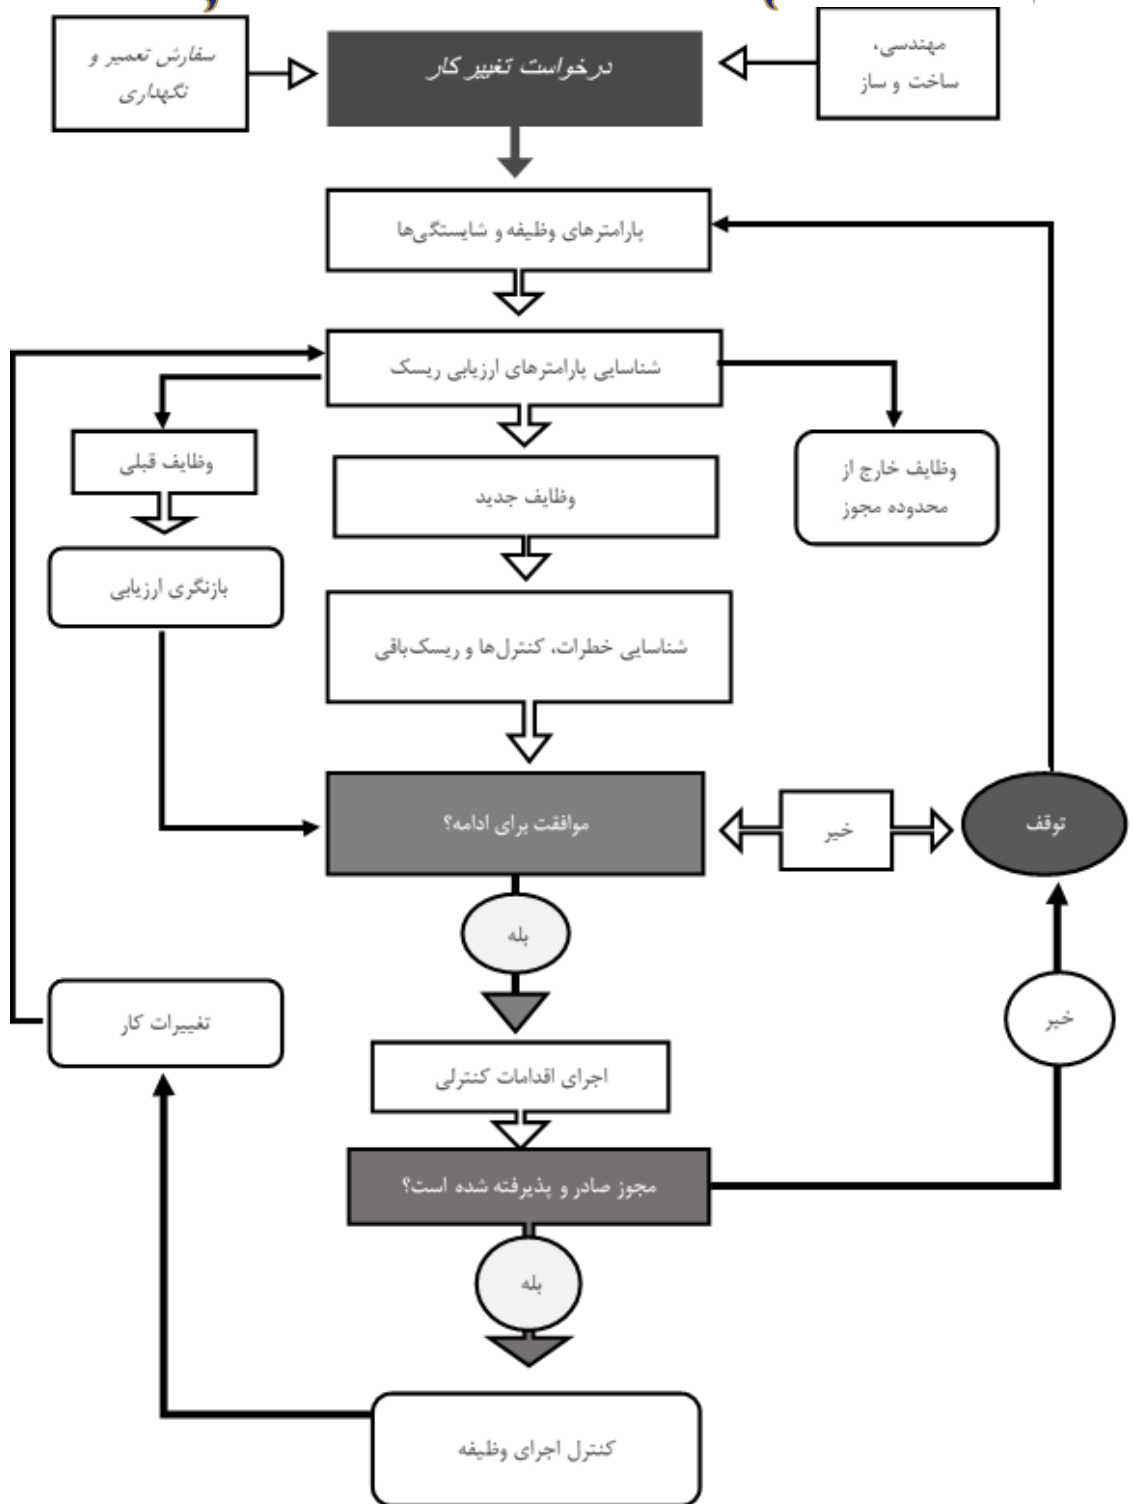 سفارش تعمیر و
نگهداری
درخواست تغییر کار
مهندسی،
ساخت و ساز
پارامترهای وظیفه و شایستگی‌ها
شناسایی پارامترهای ارزیابی ریسک
وظایف قبلی
وظایف جدید
وظایف خارج از
محدوده مجوز
بازنگری ارزیابی
شناسایی خطرات، کنترل‌ها و ریسک‌باقی
موافقت برای ادامه؟
خیر
توقف
بله
تغییرات کار
خیر
اجرای اقدامات کنترلی
مجوز صادر و پذیرفته شده است؟
بله
کنترل اجرای وظیفه